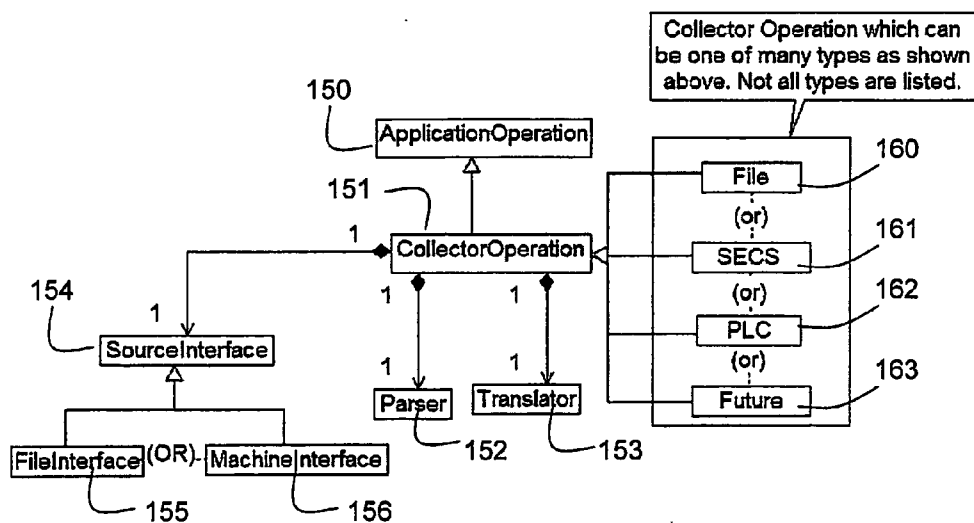 Collector Operation which can
be one of many types as shown
above. Not all types are listed.
150
ApplicationOperation
160
File
(or)
151
1
CollectorOperation
161
SECS
(or)
154
1
1
1
162
PLC
(or)
1
SourceInterface
1
1
163
Future
Parser
Translator
152
153
FileInterface
(OR)
MachineInterface
155
156